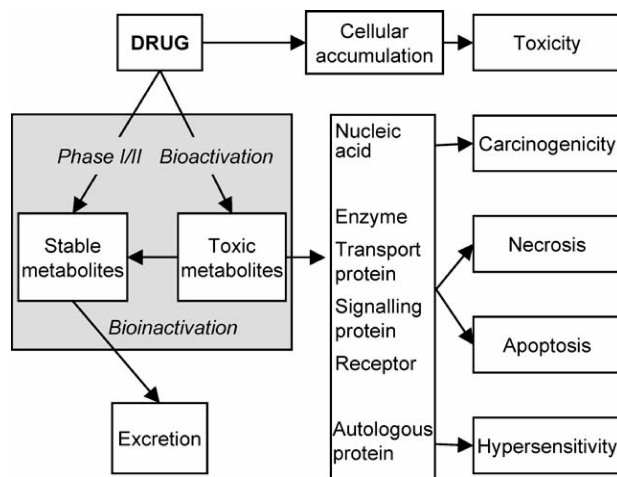 DRUG
Cellular
accumulation
Toxicity
Phase I/II
Bioactivation
Stable
metabolites
Toxic
metabolites
Bioinactivation
Excretion
Nucleic
acid
Enzyme
Transport
protein
Signalling
protein
Receptor
Autologous
protein
Carcinogenicity
Necrosis
Apoptosis
Hypersensitivity